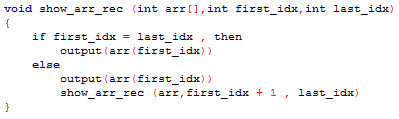 void show_arr_rec (int arr[],int first_idx,int last_idx)
{
if first_idx = last_idx , then
output(arr(first_idx))
else
output(arr(first_idx))
show_arr_rec (arr,first_idx + 1 , last_idx)
}